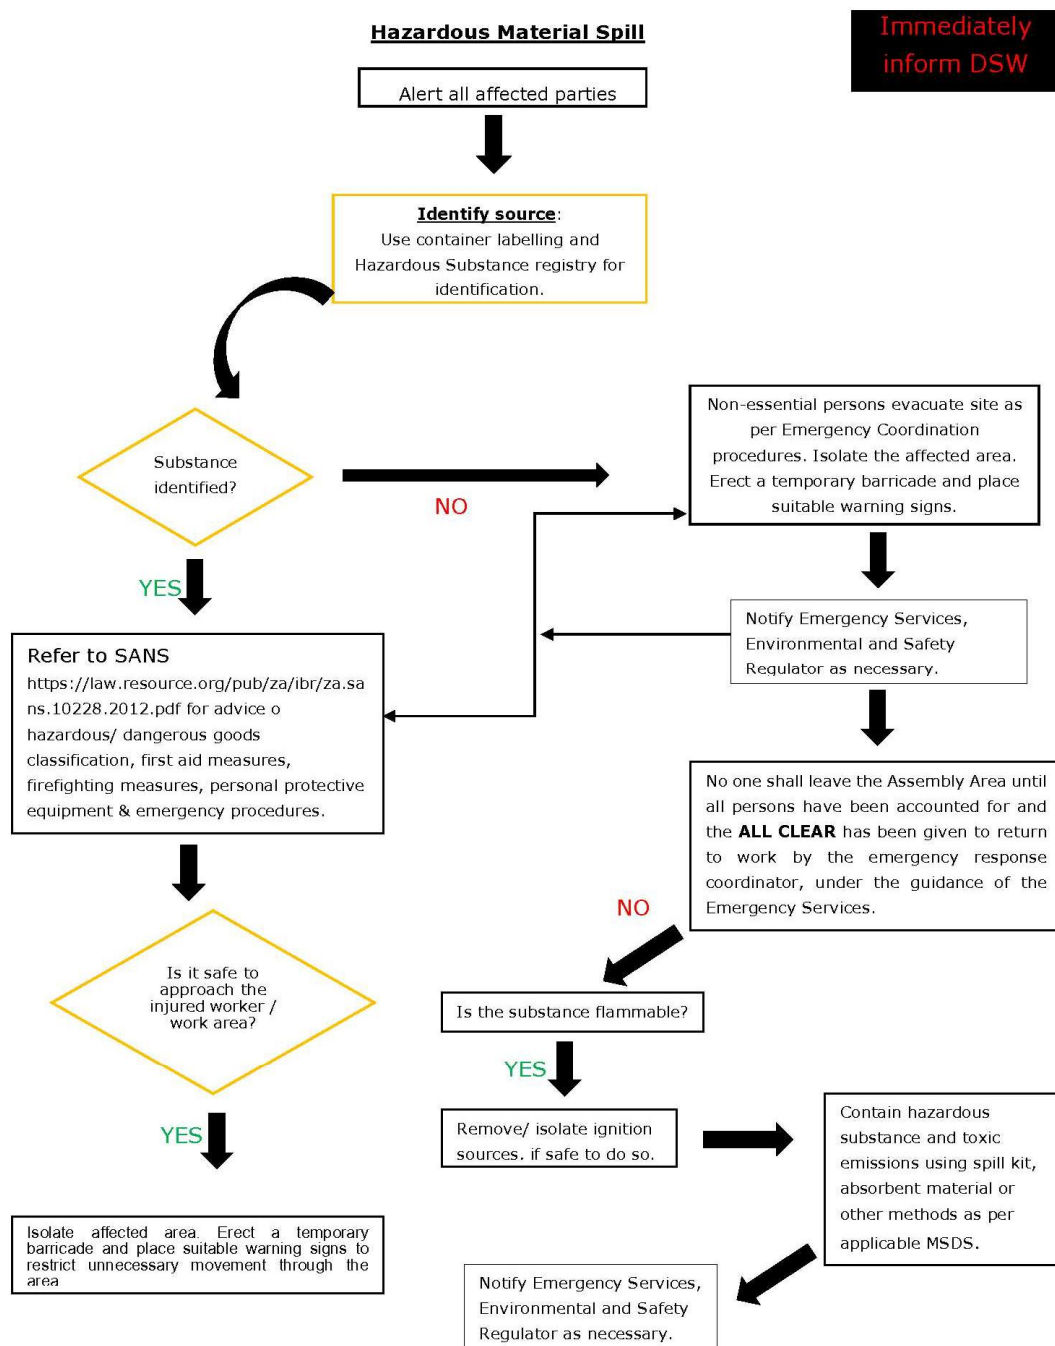 Hazardous Material Spill
Immediately
inform DSW
Alert all affected parties
Identify source:
Use container labelling and
Hazardous Substance registry for
identification.
Substance
identified?
NO
Non-essential persons evacuate site as
per Emergency Coordination
procedures. Isolate the affected area.
Erect a temporary barricade and place
suitable warning signs.
YES
Notify Emergency Services,
Environmental and Safety
Regulator as necessary.
Refer to SANS
https://law.resource.org/pub/za/ibr/za.sa
ns.10228.2012.pdf for advice o
hazardous/ dangerous goods
classification, first aid measures,
firefighting measures, personal protective
equipment & emergency procedures.
No one shall leave the Assembly Area until
all persons have been accounted for and
the ALL CLEAR has been given to return
to work by the emergency response
coordinator, under the guidance of the
Emergency Services.
NO
Is it safe to
approach the
injured worker /
work area?
Is the substance flammable?
YES
YES
Remove/ isolate ignition
sources. if safe to do so.
Contain hazardous
substance and toxic
emissions using spill kit,
absorbent material or
other methods as per
applicable MSDS.
Isolate affected area. Erect a temporary
barricade and place suitable warning signs to
restrict unnecessary movement through the
area
Notify Emergency Services,
Environmental and Safety
Regulator as necessary.